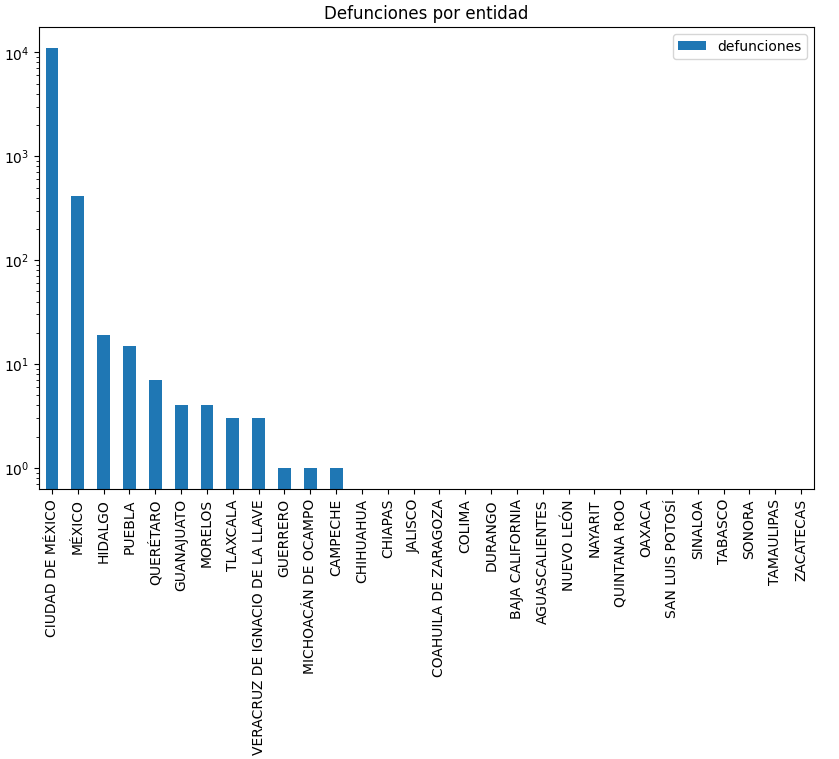 Defunciones por entidad
defunciones
10^4
10^3
10^2
10^1
10^0
CIUDAD DE MÉXICO
MÉXICO
HIDALGO
PUEBLA
QUERÉTARO
GUANAJUATO
MORELOS
TLAXCALA
VERACRUZ DE IGNACIO DE LA LLAVE
GUERRERO
MICHOACÁN DE OCAMPO
CAMPECHE
CHIHUAHUA
CHIAPAS
JALISCO
COAHUILA DE ZARAGOZA
COLIMA
DURANGO
BAJA CALIFORNIA
AGUASCALIENTES
NUEVO LEÓN
NAYARIT
QUINTANA ROO
OAXACA
SAN LUIS POTOSÍ
SINALOA
TABASCO
SONORA
TAMAULIPAS
ZACATECAS